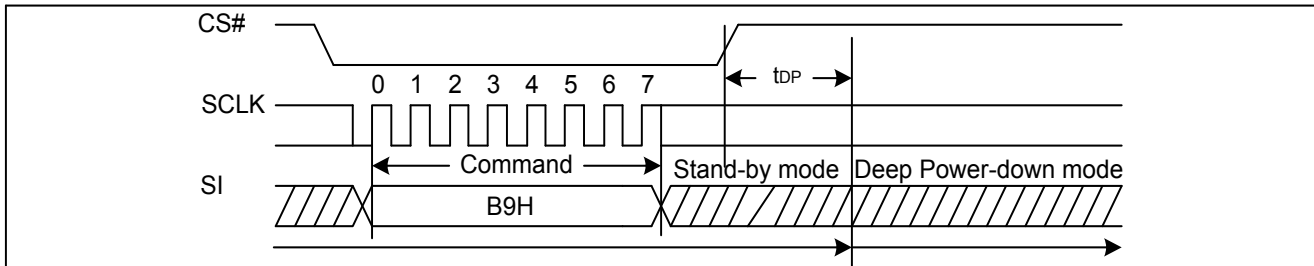 CS#
tDP
0 1 2 3 4 5 6 7
SCLK
Command
Stand-by mode Deep Power-down mode
SI
B9H